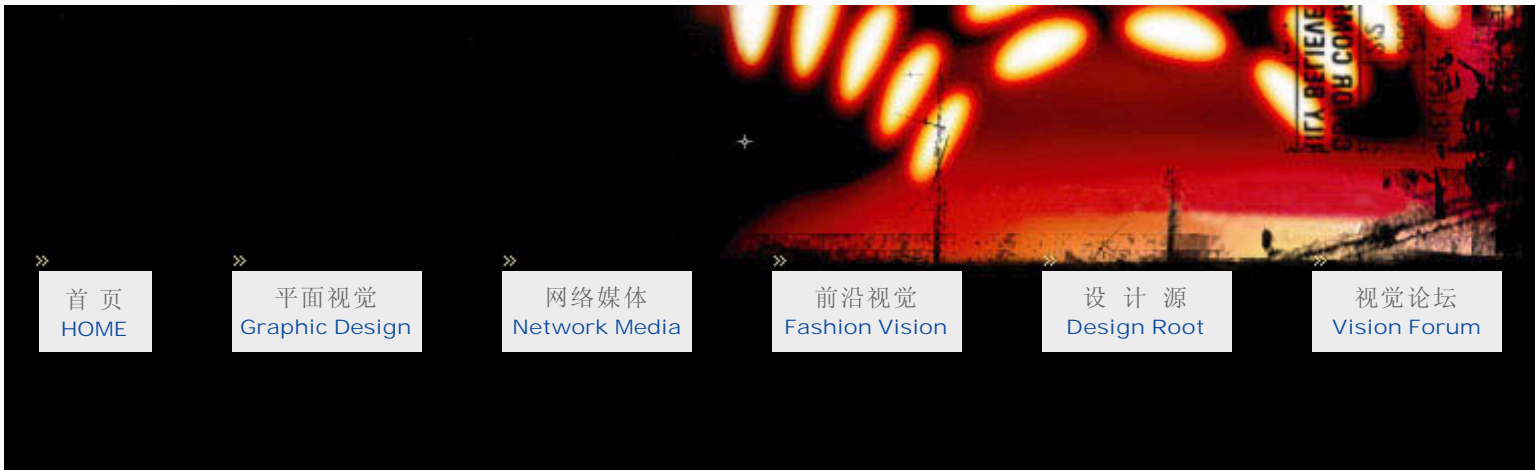 首 页
HOME
平面视觉
Graphic Design
网络媒体
Network Media
前沿视觉
Fashion Vision
设 计 源
Design Root
视觉论坛
Vision Forum
BELIEVE